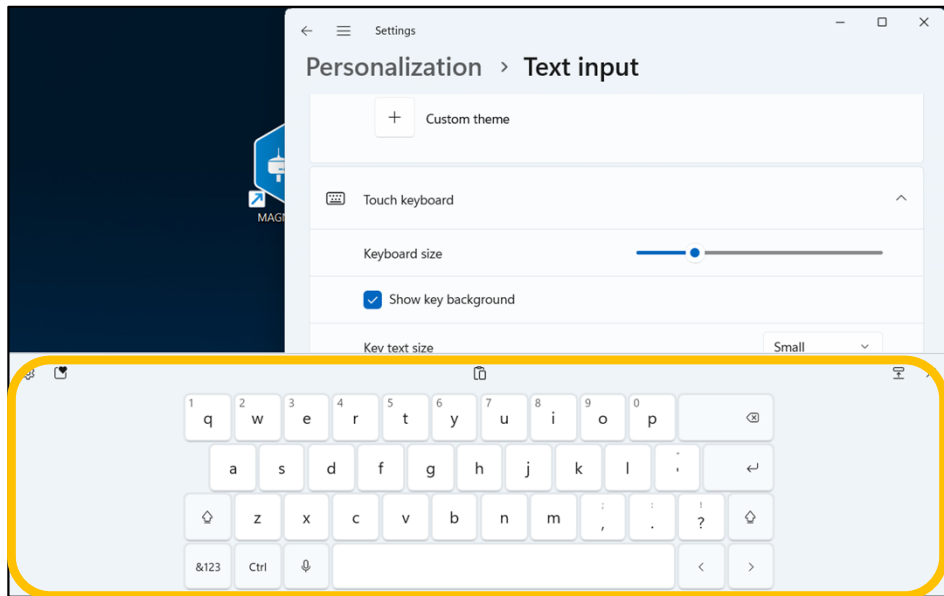 Settings
Personalization > Text input
+ Custom theme
MAG
Touch keyboard
Keyboard size
Show key background
Key text size Small
1 2 3 4 5 6 7 8 9 0
q w e r t y u i o p
a s d f g h j k l '
; : !
z x c v b n m , . ?
&123 Ctrl < >